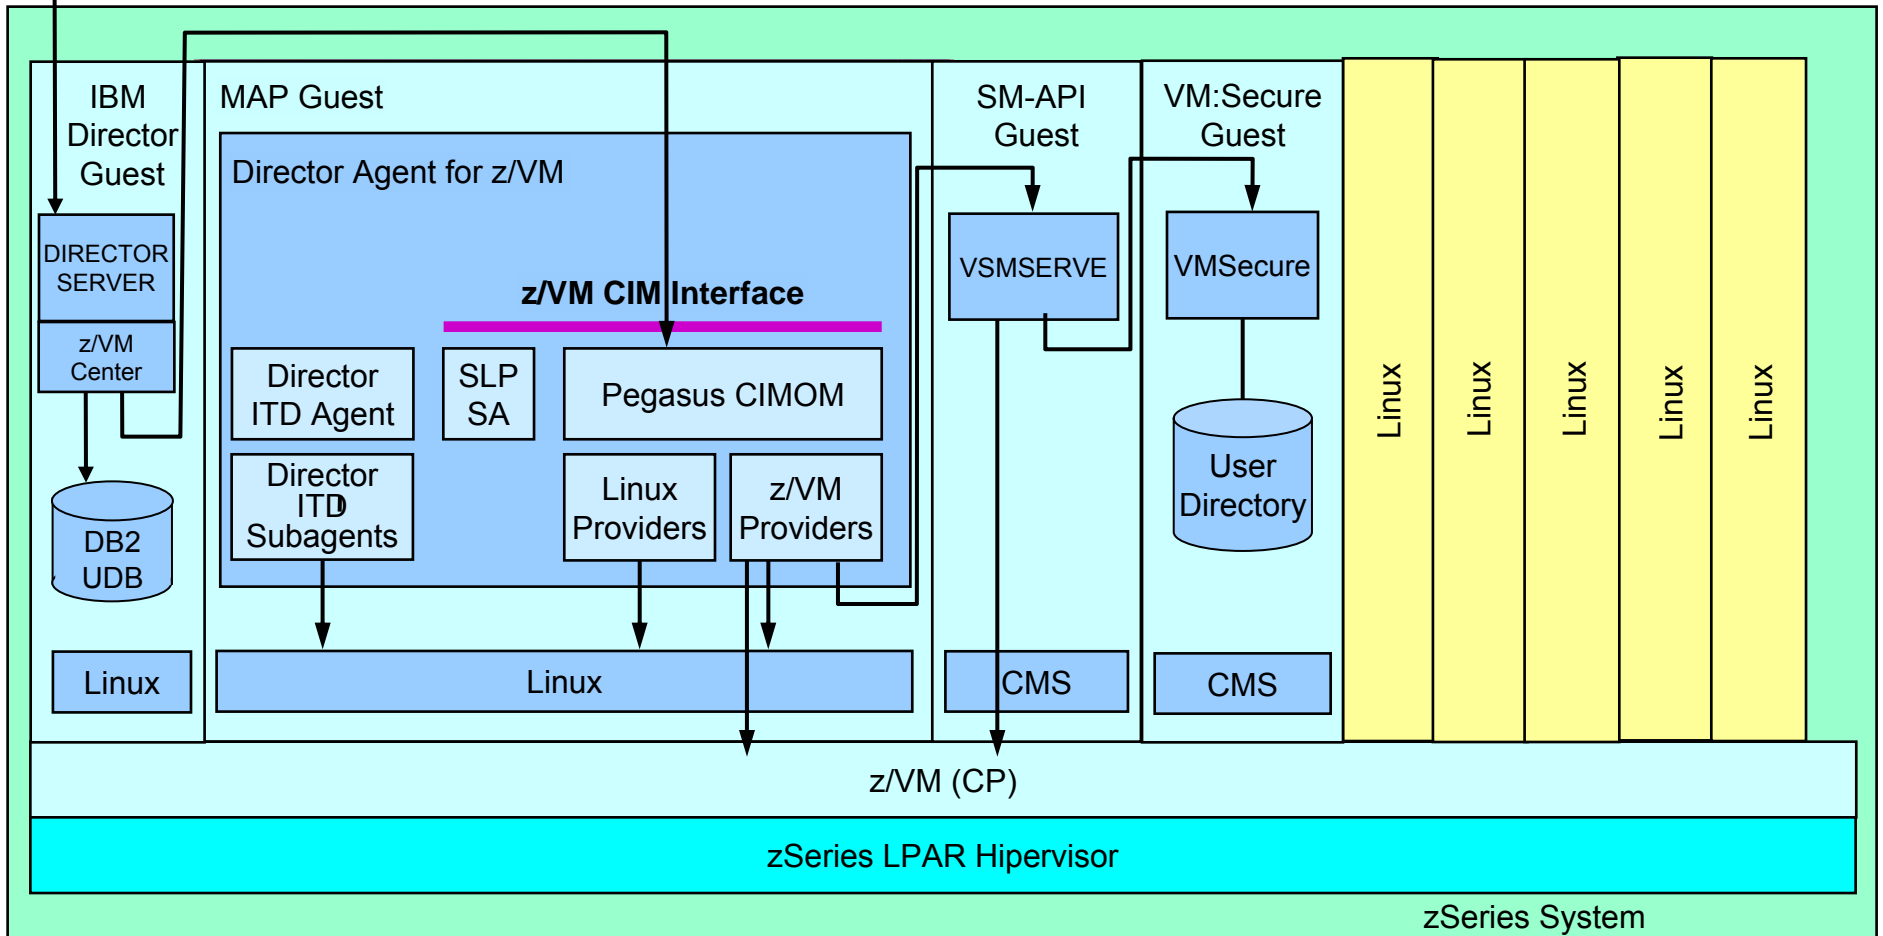 IBM
Director
Guest
DIRECTOR
SERVER
z/VM
Center
DB2
UDB
Linux
MAP Guest
Director Agent for z/VM
z/VM CIM Interface
Director
ITD Agent
SLP
SA
Pegasus CIMOM
Director
ITD
Subagents
Linux
Providers
z/VM
Providers
Linux
SM-API
Guest
VSMSERVE
CMS
VM:Secure
Guest
VMSecure
User
Directory
CMS
Linux
Linux
Linux
Linux
Linux
z/VM (CP)
zSeries LPAR Hipervisor
zSeries System